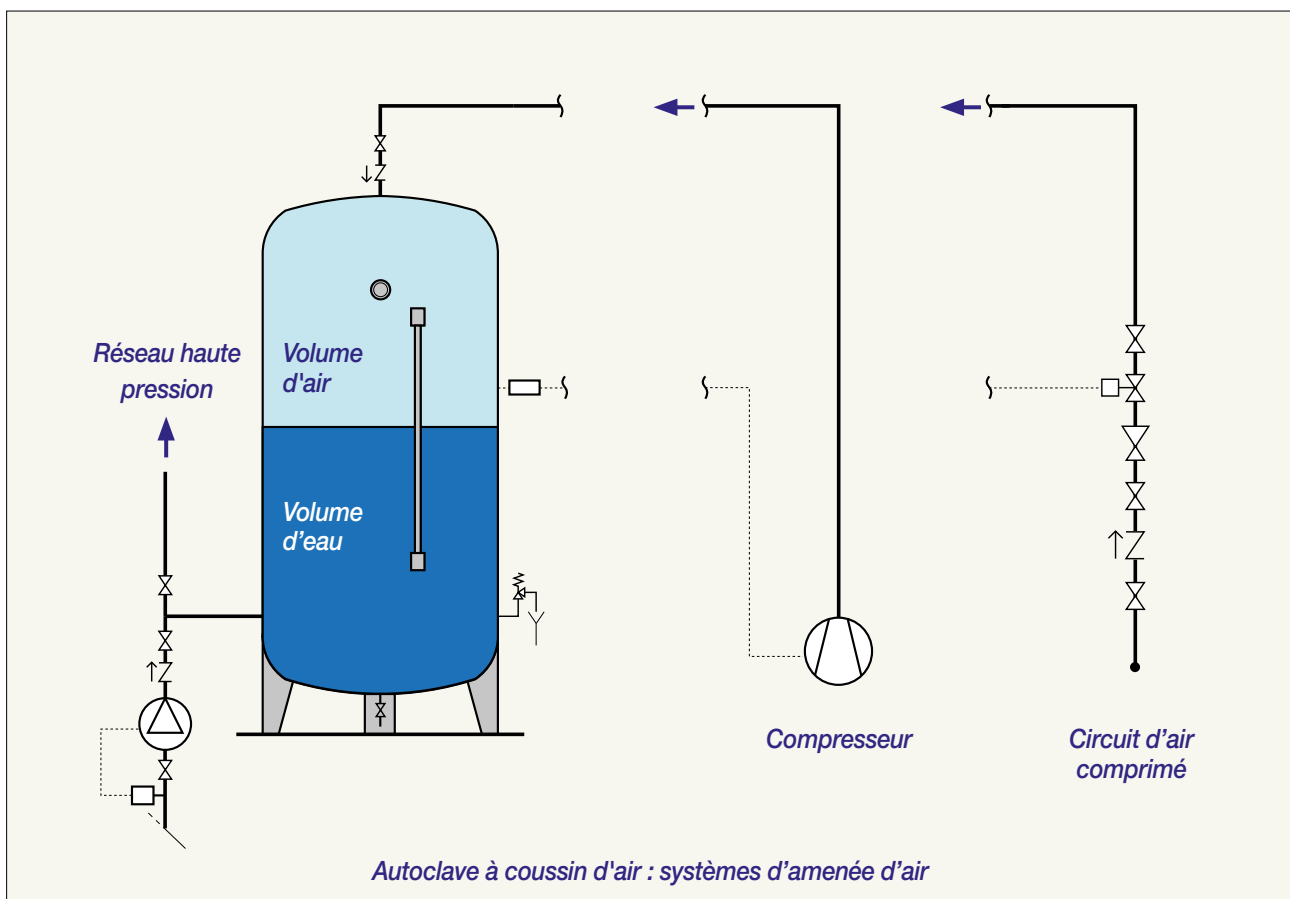 Réseau haute
pression
Volume
d'air
Volume
d’eau
Compresseur
Circuit d’air
comprimé
Autoclave à coussin d'air : systèmes d’amenée d’air